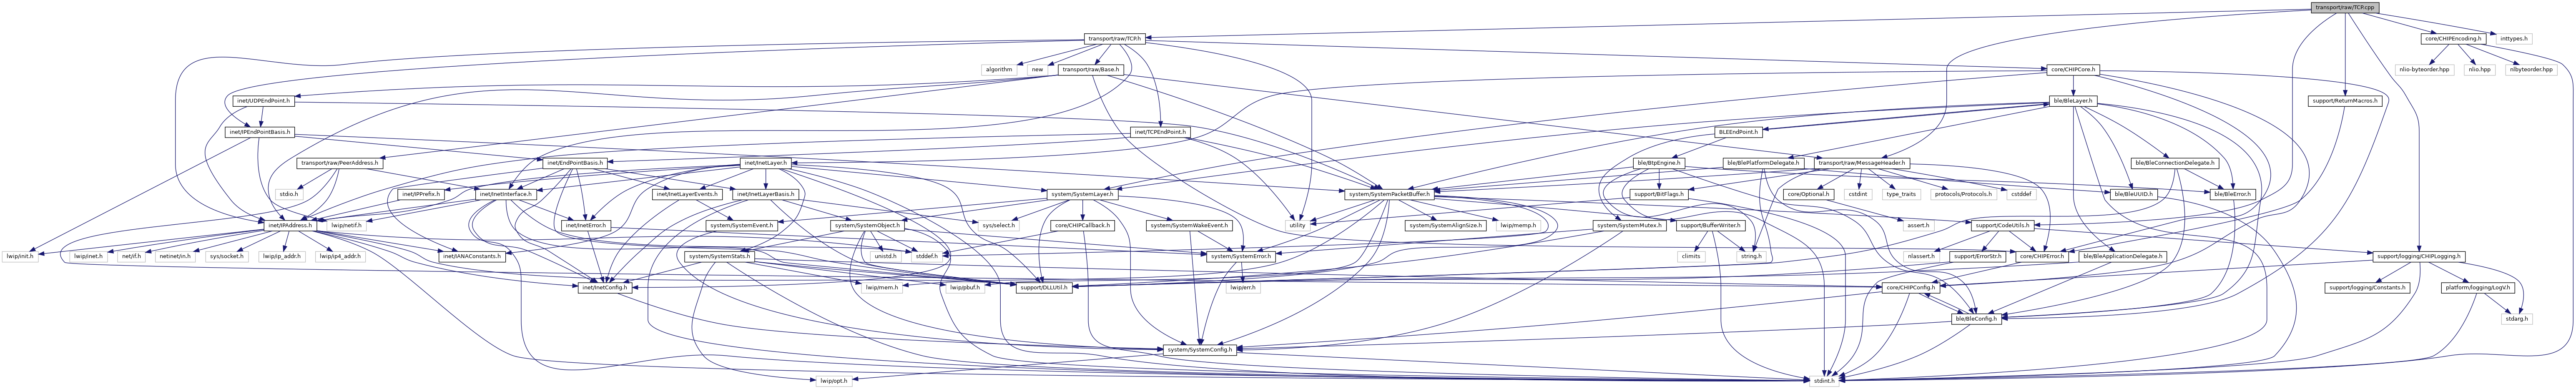 transport/raw/TCP.cpp
transport/raw/TCP.h
core/CHIPEncoding.h
inttypes.h
algorithm
new
transport/raw/Base.h
core/CHIPCore.h
nlio-byteorder.hpp
nlio.hpp
nlbyteorder.hpp
inet/UDPEndPoint.h
ble/BleLayer.h
support/ReturnMacros.h
inet/IPEndPointBasis.h
inet/TCPEndPoint.h
BLEEndPoint.h
transport/raw/PeerAddress.h
inet/EndPointBasis.h
inet/InetLayer.h
ble/BtpEngine.h
ble/BlePlatformDelegate.h
transport/raw/MessageHeader.h
ble/BleConnectionDelegate.h
stdio.h
inet/IPPrefix.h
inet/InetInterface.h
inet/InetLayerEvents.h
inet/InetLayerBasis.h
system/SystemLayer.h
system/SystemPacketBuffer.h
support/BitFlags.h
core/Optional.h
cstdint
type_traits
protocols/Protocols.h
cstddef
ble/BleUUID.h
ble/BleError.h
inet/IPAddress.h
lwip/netif.h
inet/InetError.h
system/SystemEvent.h
system/SystemObject.h
sys/select.h
core/CHIPCallback.h
system/SystemWakeEvent.h
utility
system/SystemAlignSize.h
lwip/memp.h
system/SystemMutex.h
support/BufferWriter.h
assert.h
support/CodeUtils.h
lwip/init.h
lwip/inet.h
net/if.h
netinet/in.h
sys/socket.h
lwip/ip_addr.h
lwip/ip4_addr.h
inet/IANAConstants.h
system/SystemStats.h
unistd.h
stddef.h
system/SystemError.h
climits
string.h
nlassert.h
support/ErrorStr.h
core/CHIPError.h
ble/BleApplicationDelegate.h
support/logging/CHIPLogging.h
inet/InetConfig.h
lwip/mem.h
lwip/pbuf.h
support/DLLUtil.h
lwip/err.h
core/CHIPConfig.h
support/logging/Constants.h
platform/logging/LogV.h
ble/BleConfig.h
stdarg.h
system/SystemConfig.h
lwip/opt.h
stdint.h